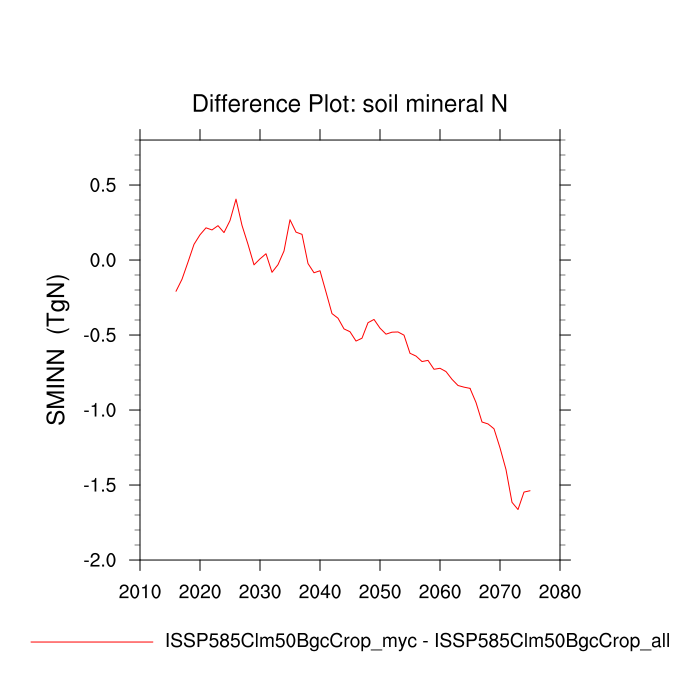 Difference Plot: soil mineral N
SMINN (TgN)
0.5
0.0
-0.5
-1.0
-1.5
-2.0
2010 2020 2030 2040 2050 2060 2070 2080
ISSP585Clm50BgcCrop_myc - ISSP585Clm50BgcCrop_all